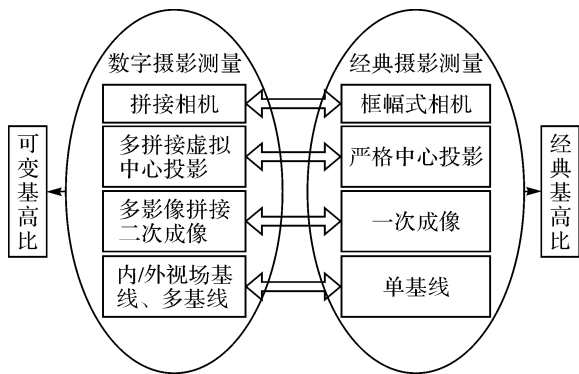 数字摄影测量
经典摄影测量
拼接相机
框幅式相机
多拼接虚拟
中心投影
严格中心投影
多影像拼接
二次成像
一次成像
内/外视场基
线、多基线
单基线
可变基高比
经典基高比